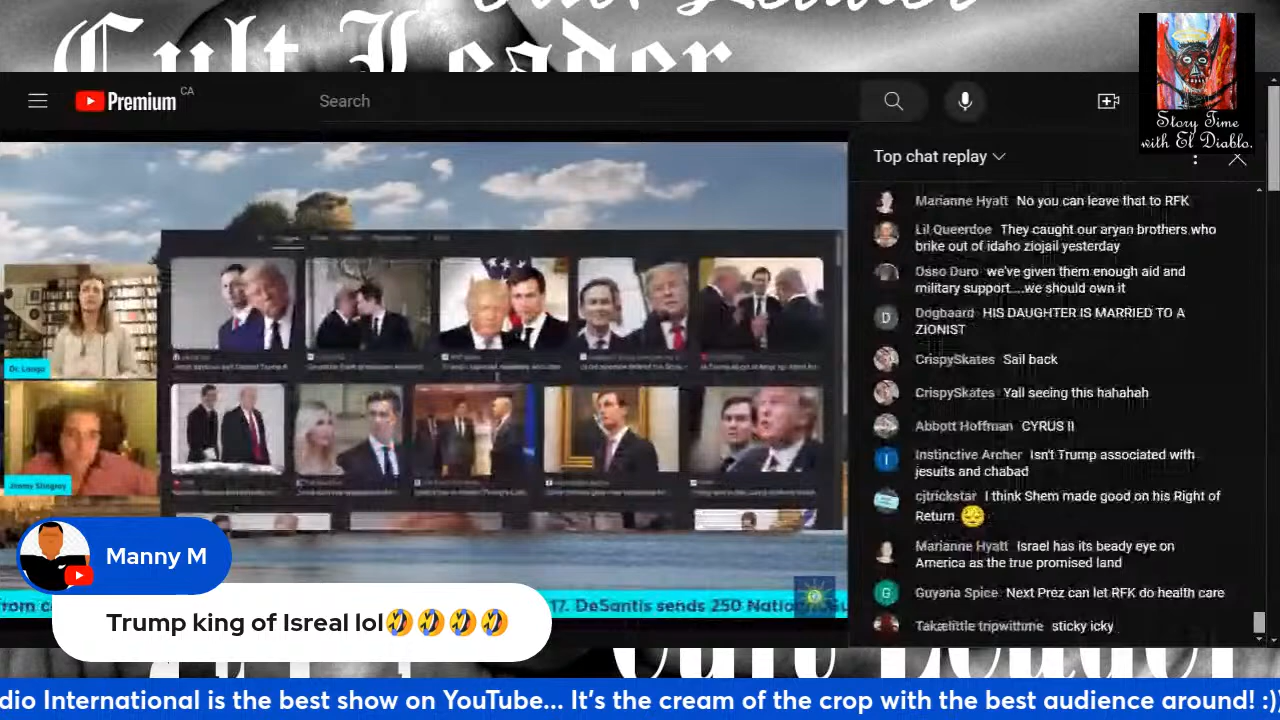 Cult Leader
Premium
CA
Search
Story Time
with El Diablo.
Top chat replay
Marianne Hyatt No you can leave that to RFK
Lil Queerdoe They caught our aryan brothers who
brike out of idaho ziojail yesterday
Osso Duro we've given them enough aid and
military support....we should own it
D
Dogbaard HIS DAUGHTER IS MARRIED TO A
ZIONIST
CrispySkates Sail back
CrispySkates Yall seeing this hahahah
Abbott Hoffman CYRUS II
I
Instinctive Archer Isn't Trump associated with
jesuits and chabad
cjtrickstar I think Shem made good on his Right of
Return
Marianne Hyatt Israel has its beady eye on
America as the true promised land
G
Guyana Spice Next Prez can let RFK do health care
Takealittle tripwithme sticky icky
Jimmy Stingray
Manny M
17. DeSantis sends 250 National Gu
Trump king of Isreal lol🤣🤣🤣🤣
Cult Leader
dio International is the best show on YouTube... It's the cream of the crop with the best audience around! :))